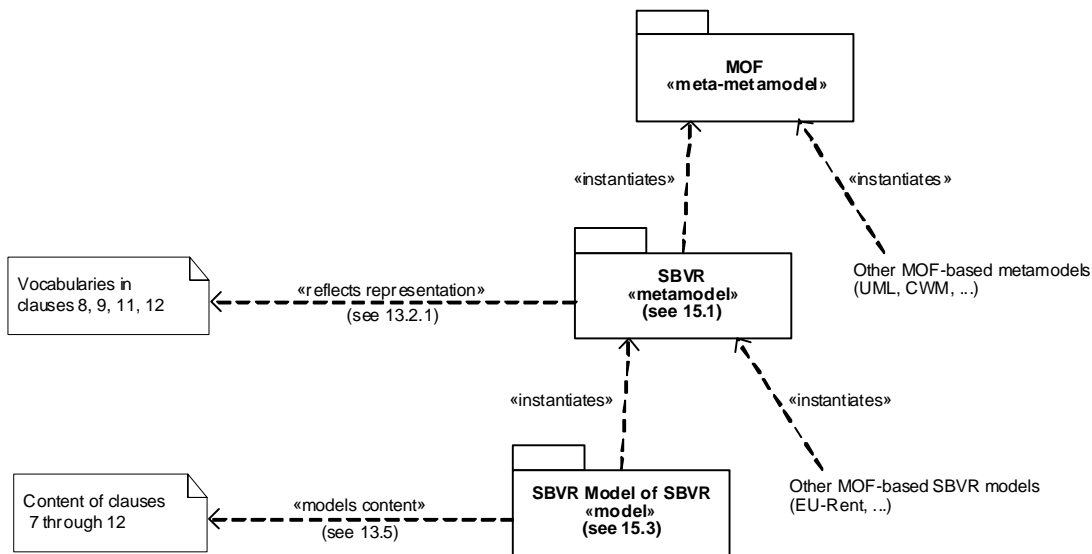 MOF
«meta-metamodel»
«instantiates»
«instantiates»
Vocabularies in
clauses 8, 9, 11, 12
«reflects representation»
(see 13.2.1)
SBVR
«metamodel»
(see 15.1)
Other MOF-based metamodels
(UML, CWM, ...)
«instantiates»
«instantiates»
Content of clauses
7 through 12
«models content»
(see 13.5)
SBVR Model of SBVR
«model»
(see 15.3)
Other MOF-based SBVR models
(EU-Rent, ...)